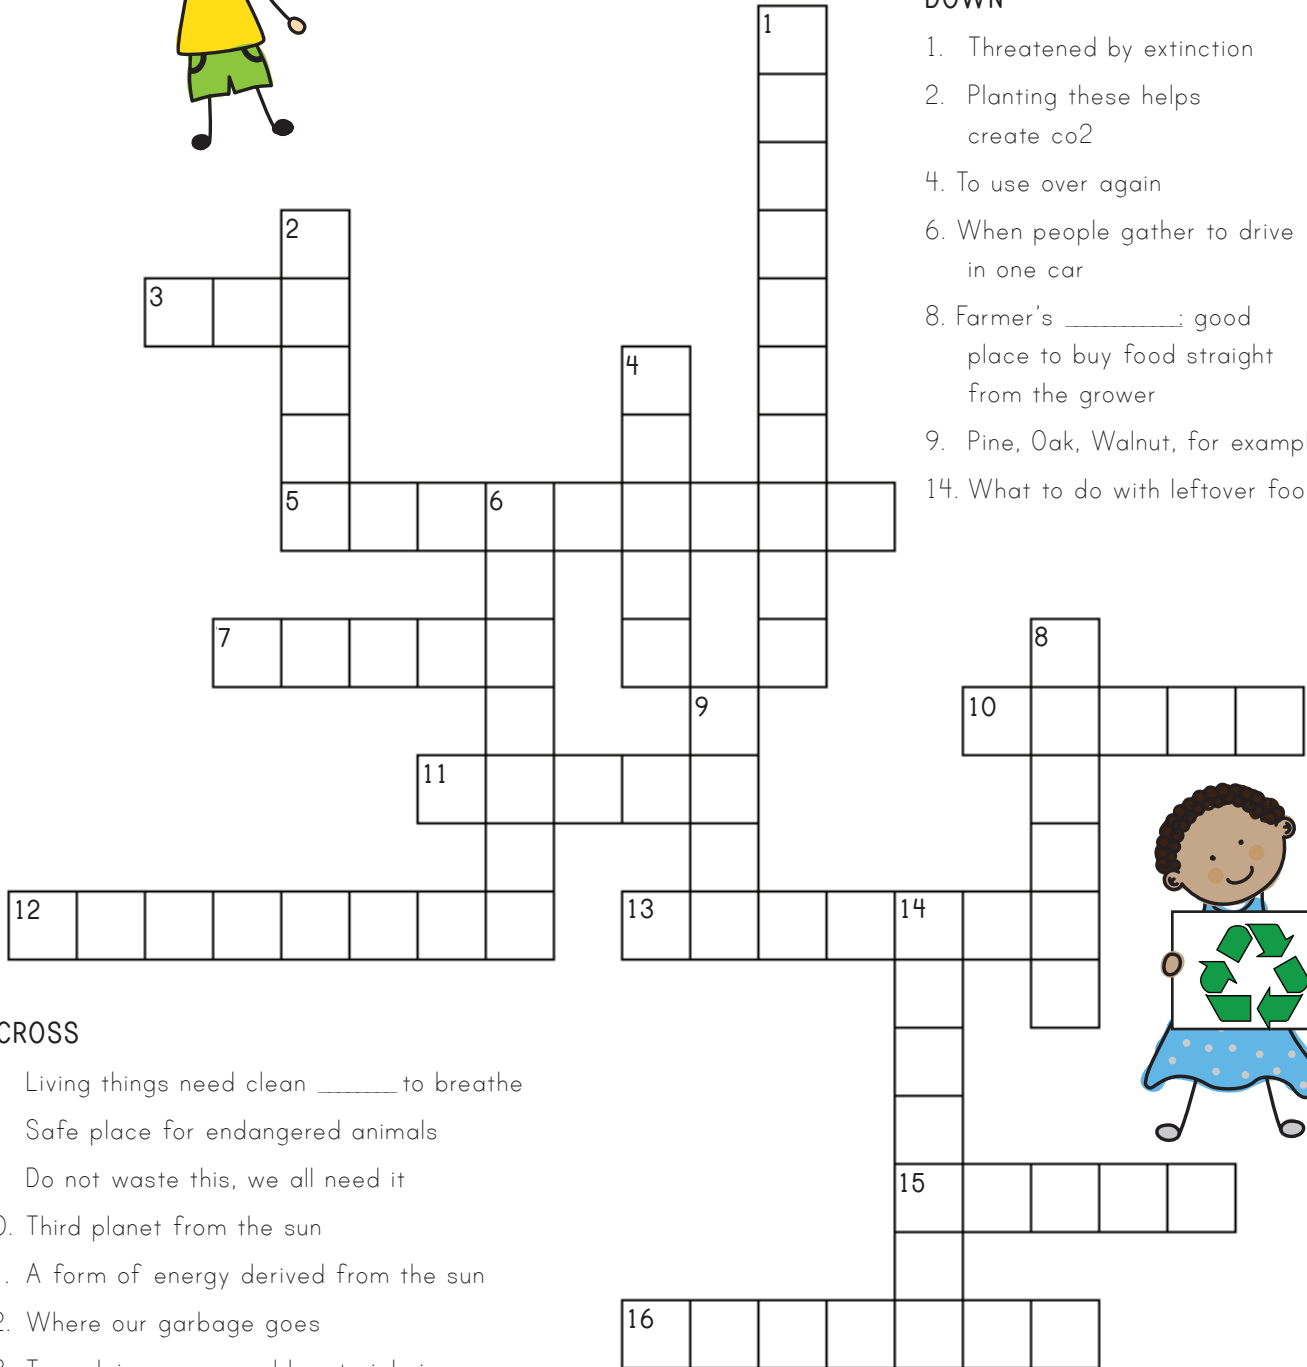 DOWN
1. Threatened by extinction
2. Planting these helps
create co2
4. To use over again
6. When people gather to drive
in one car
8. Farmer's ________: good
place to buy food straight
from the grower
9. Pine, Oak, Walnut, for exampl
14. What to do with leftover foo
1
2
3
4
5
6
7
8
9
10
11
12
13
14
15
16
CROSS
Living things need clean ______ to breathe
Safe place for endangered animals
Do not waste this, we all need it
0. Third planet from the sun
. A form of energy derived from the sun
2. Where our garbage goes